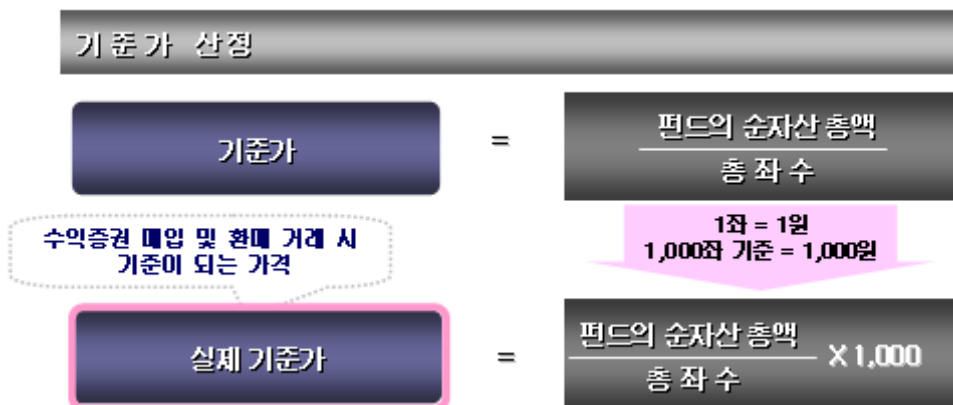 기준가 산정
기준가
=
펀드의 순자산 총액
총 좌 수
수익증권 매입 및 환매 거래 시
기준이 되는 가격
1좌 = 1원
1,000좌 기준 = 1,000원
실제 기준가
=
펀드의 순자산 총액
총 좌 수
X 1,000